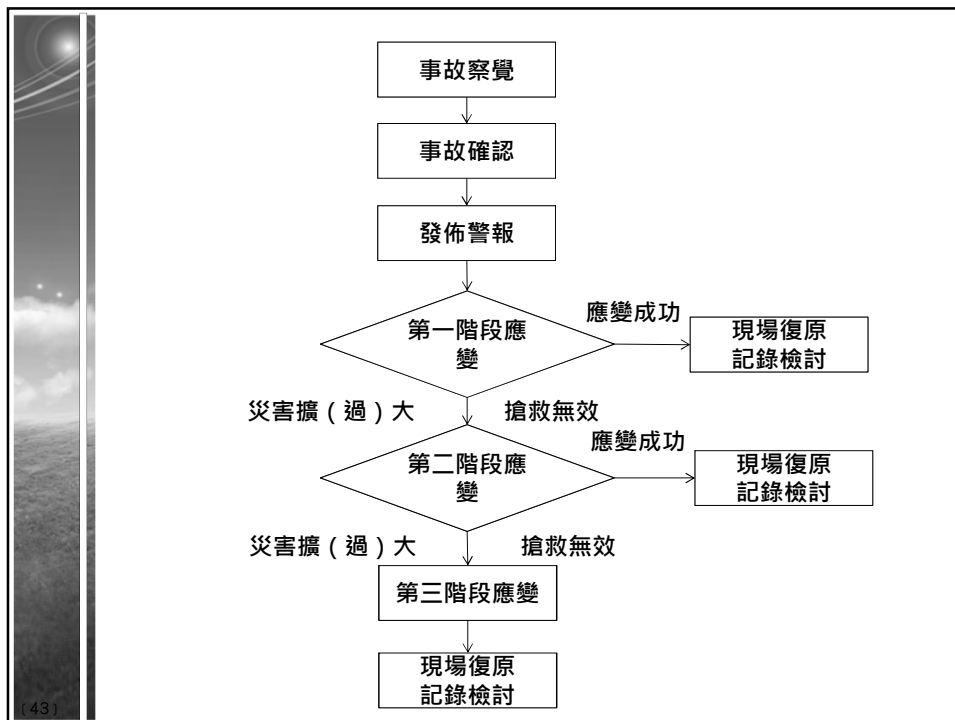 事故察覺
事故確認
發佈警報
第一階段應
變
應變成功
現場復原
記錄檢討
災害擴（過）大
搶救無效
第二階段應
變
應變成功
現場復原
記錄檢討
災害擴（過）大
搶救無效
第三階段應變
現場復原
記錄檢討
[43]